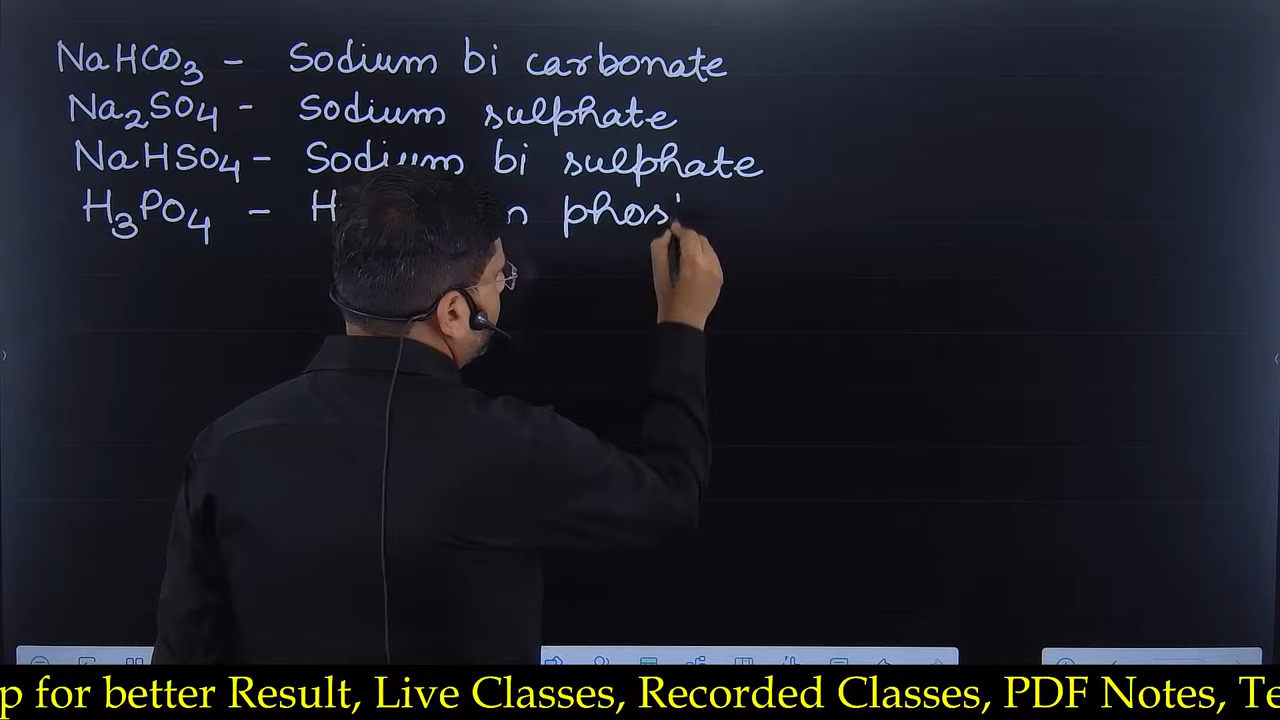 NaHCO₃ - Sodium bi carbonate
Na₂SO₄ - Sodium sulphate
NaHSO₄ - Sodium bi sulphate
H₃PO₄ -
p for better Result, Live Classes, Recorded Classes, PDF Notes, Te